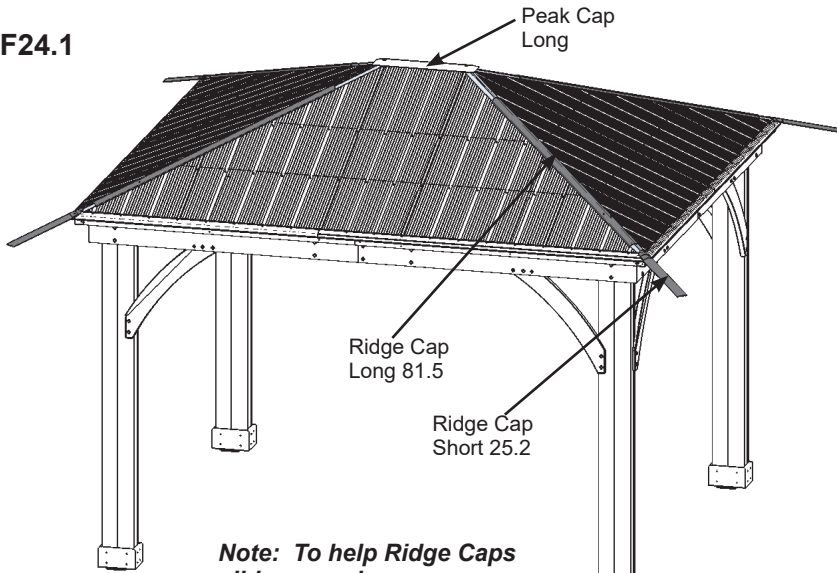 F24.1
Peak Cap
Long
Ridge Cap
Long 81.5
Ridge Cap
Short 25.2
Note: To help Ridge Caps